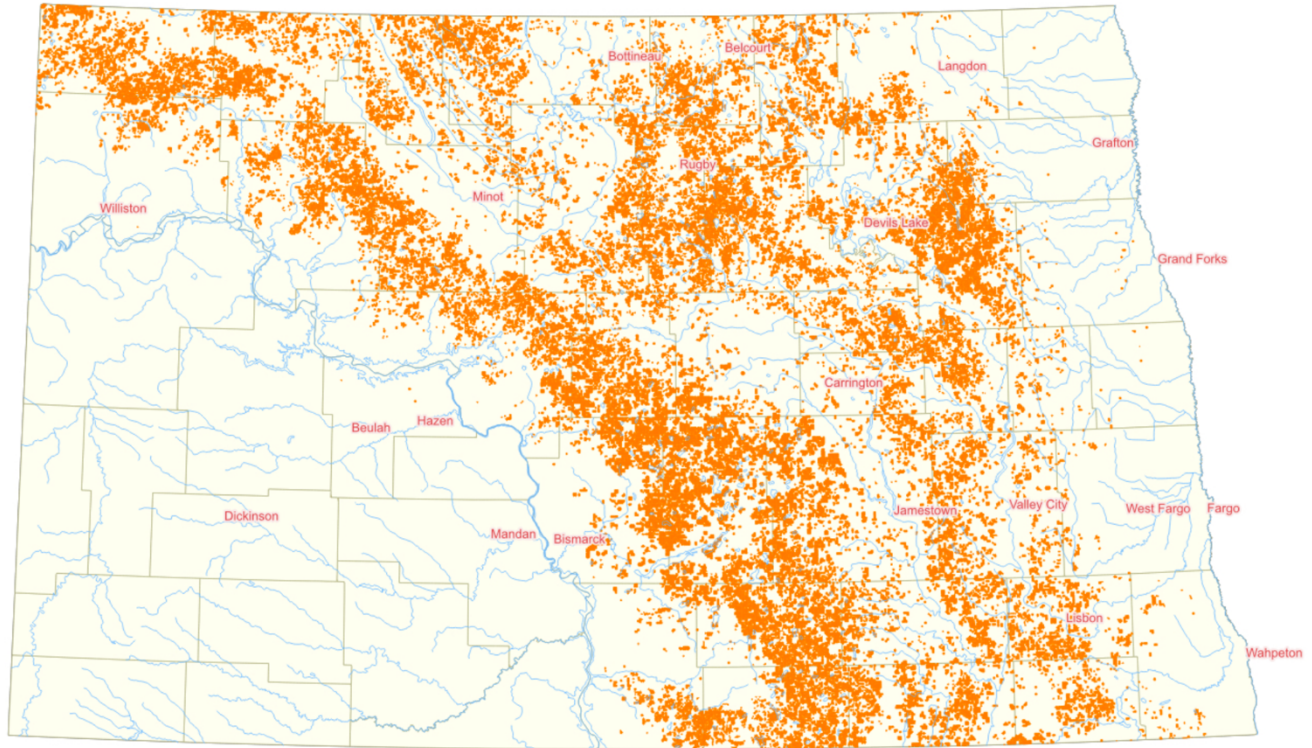 Bottineau
Belcourt
Langdon
Grafton
Rugby
Minot
Williston
Devils Lake
Grand Forks
Carrington
Hazen
Beulah
Dickinson
Mandan
Bismarck
Jamestown
Valley City
West Fargo
Fargo
Lisbon
Wahpeton